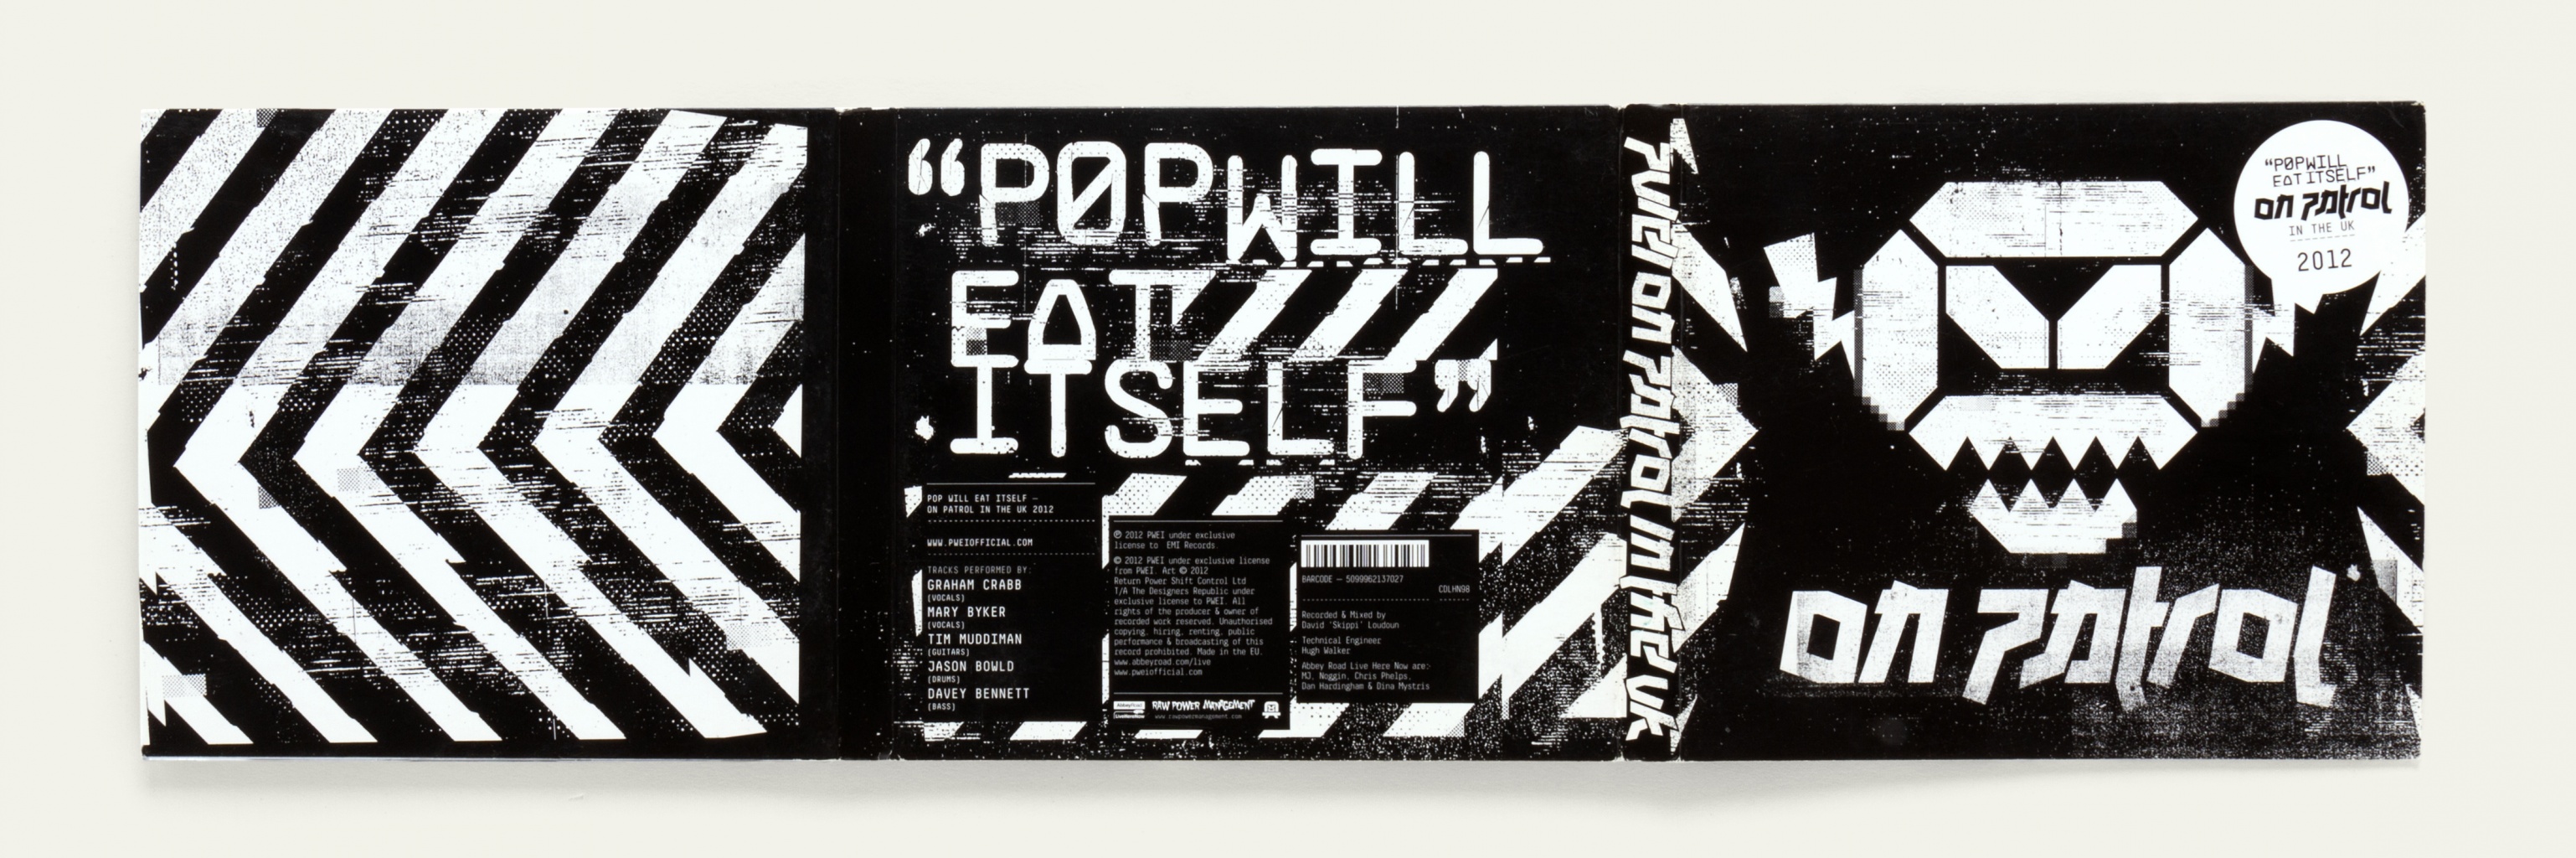 “POPWILL
EAT
ITSELF”
POP WILL EAT ITSELF –
ON PATROL IN THE UK 2012
WWW.PWEIOFFICIAL.COM
TRACKS PERFORMED BY:
GRAHAM CRABB
(VOCALS)
MARY BYKER
(VOCALS)
TIM MUDDIMAN
(GUITARS)
JASON BOWLD
(DRUMS)
DAVEY BENNETT
(BASS)
℗ 2012 PWEI under exclusive
license to EMI Records.
© 2012 PWEI under exclusive license
from PWEI. Art © 2012
Return Power Shift Control Ltd
T/A The Designers Republic under
exclusive license to PWEI. All
rights of the producer & owner of
recorded work reserved. Unauthorised
copying, hiring, renting, public
performance & broadcasting of this
record prohibited. Made in the EU.
www.abbeyroad.com/live
www.pweiofficial.com
RAW POWER MANAGEMENT
www.rawpowermanagement.com
BARCODE – 5099962137027
CDLHN98
Recorded & Mixed by
David 'Skippi' Loudoun
Technical Engineer
Hugh Walker
Abbey Road Live Here Now are:
MJ, Noggin, Chris Phelps,
Dan Hardingham & Dina Mystris
PWEI on patrol in the uk
“POPWILL
EAT ITSELF”
on patrol
IN THE UK
2012
on patrol